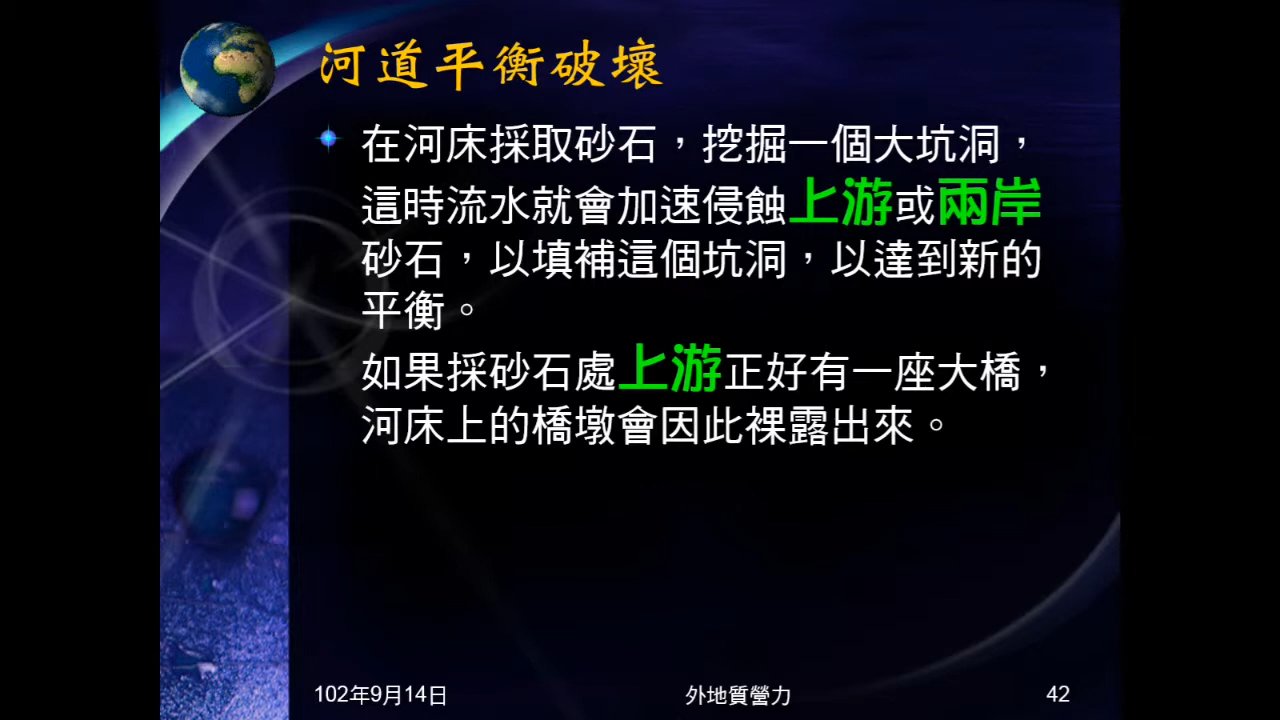 河道平衡破壞
在河床採取砂石，挖掘一個大坑洞，
這時流水就會加速侵蝕上游或兩岸
砂石，以填補這個坑洞，以達到新的
平衡。
如果採砂石處上游正好有一座大橋，
河床上的橋墩會因此裸露出來。
102年9月14日
外地質營力
42